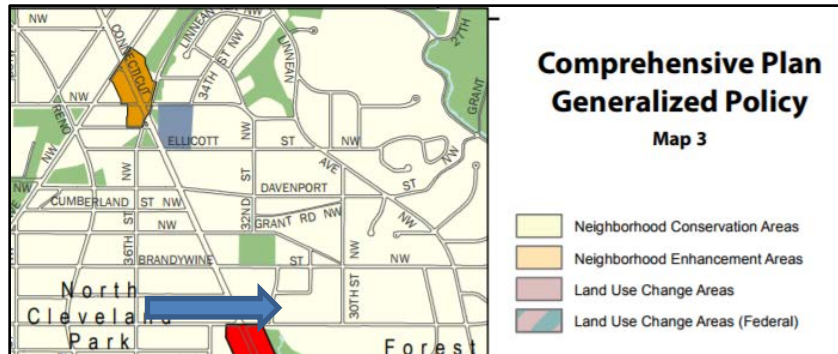 Comprehensive Plan
Generalized Policy
Map 3
Neighborhood Conservation Areas
Neighborhood Enhancement Areas
Land Use Change Areas
Land Use Change Areas (Federal)
NW
CONNECTICUT
LINNEAN
34TH ST NW
LINNEAN
27TH
GRANT
NW
RENO
NW
NW
ELLICOTT
ST
NW
NW
AVE
NW
NW
ST
DAVENPORT
ST
NW
CUMBERLAND
ST NW
32ND
GRANT RD NW
NW
36TH ST
NW
BRANDYWINE
ST
NW
30TH ST
NW
North
Cleveland
Park
Forest